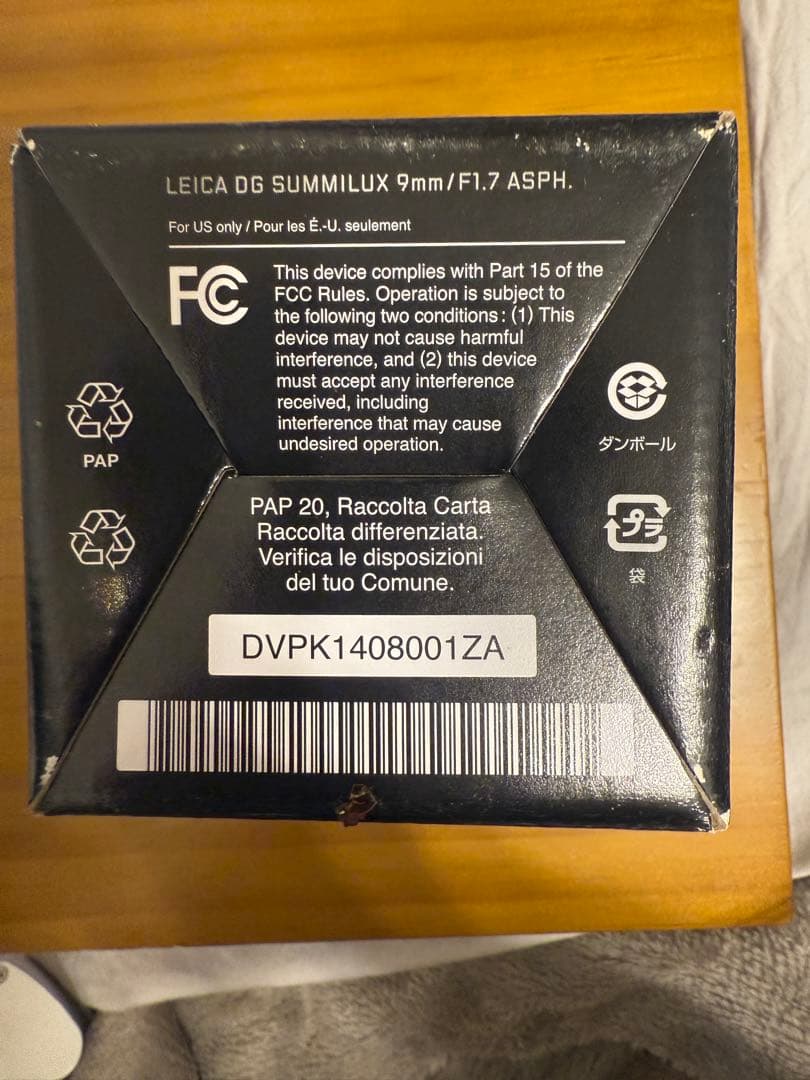 LEICA DG SUMMILUX 9mm/F1.7 ASPH.
For US only / Pour les É.-U. seulement
FC
This device complies with Part 15 of the
FCC Rules. Operation is subject to
the following two conditions: (1) This
device may not cause harmful
interference, and (2) this device
must accept any interference
received, including
interference that may cause
undesired operation.
PAP
ダンボール
プラ
袋
PAP 20, Raccolta Carta
Raccolta differenziata.
Verifica le disposizioni
del tuo Comune.
DVPK1408001ZA